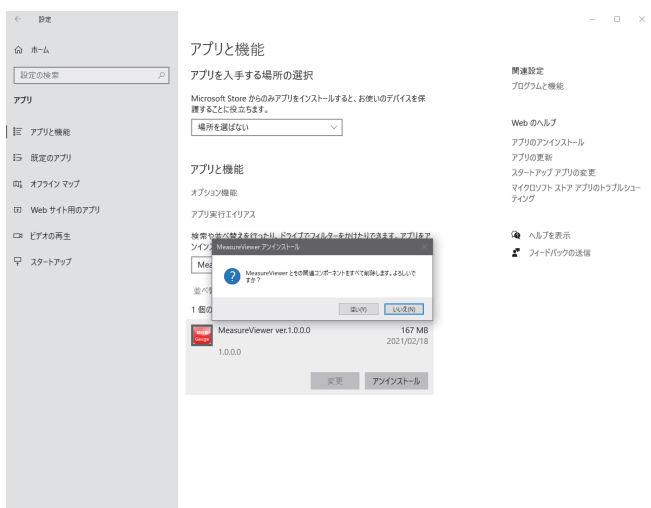 設定
ホーム
設定の検索
アプリ
アプリと機能
既定のアプリ
オフライン マップ
Web サイト用のアプリ
ビデオの再生
スタートアップ
アプリと機能
アプリを入手する場所の選択
Microsoft Store からのみアプリをインストールすると、お使いのデバイスを保
護することに役立ちます。
場所を選ばない
アプリと機能
オプション機能
アプリ実行エイリアス
検索や並べ替えを行ったり、ドライブでフィルターをかけたりできます。アプリをア
ンイン
Mea
並べ
1 個の
MeasureViewer アンインストール
MeasureViewer とその関連コンポーネントをすべて削除します。よろしいで
すか?
はい(Y)
いいえ(N)
MeasureViewer ver.1.0.0.0
167 MB
2021/02/18
1.0.0.0
Gauge
変更
アンインストール
関連設定
プログラムと機能
Web のヘルプ
アプリのアンインストール
アプリの更新
スタートアップ アプリの変更
マイクロソフト ストア アプリのトラブルシュー
ティング
ヘルプを表示
フィードバックの送信